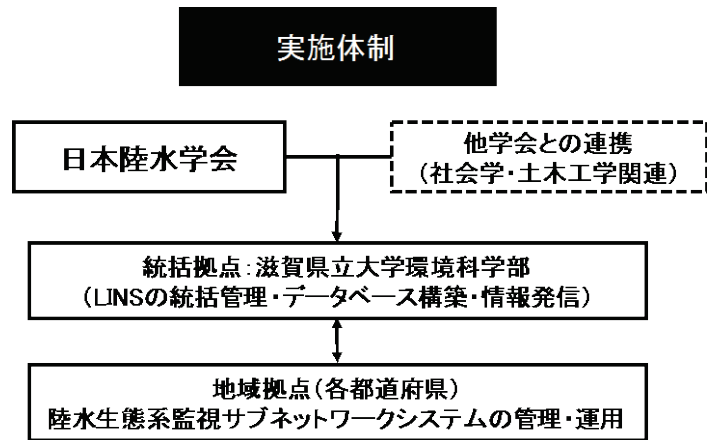 実施体制
日本陸水学会
他学会との連携
(社会学・土木工学関連)
統括拠点:滋賀県立大学環境科学部
(LINSの統括管理・データベース構築・情報発信)
地域拠点(各都道府県)
陸水生態系監視サブネットワークシステムの管理・運用